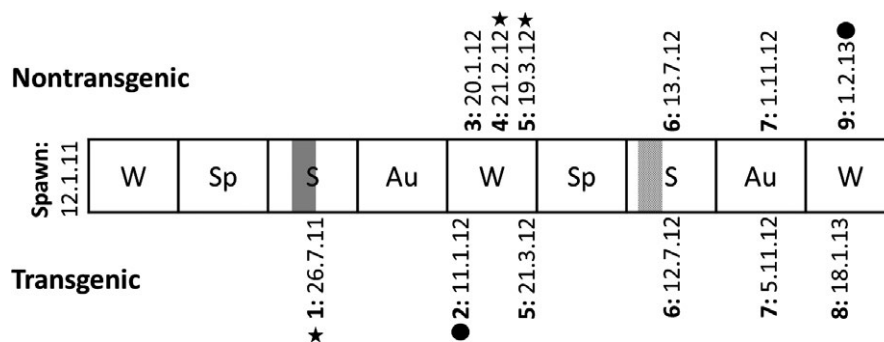 Nontransgenic
3: 20.1.12
4: 21.2.12★
5: 19.3.12★
6: 13.7.12
7: 1.11.12
9: 1.2.13●
Spawn:
12.1.11
W Sp S Au W Sp S Au W
Transgenic
★ 1: 26.7.11
● 2: 11.1.12
5: 21.3.12
6: 12.7.12
7: 5.11.12
8: 18.1.13